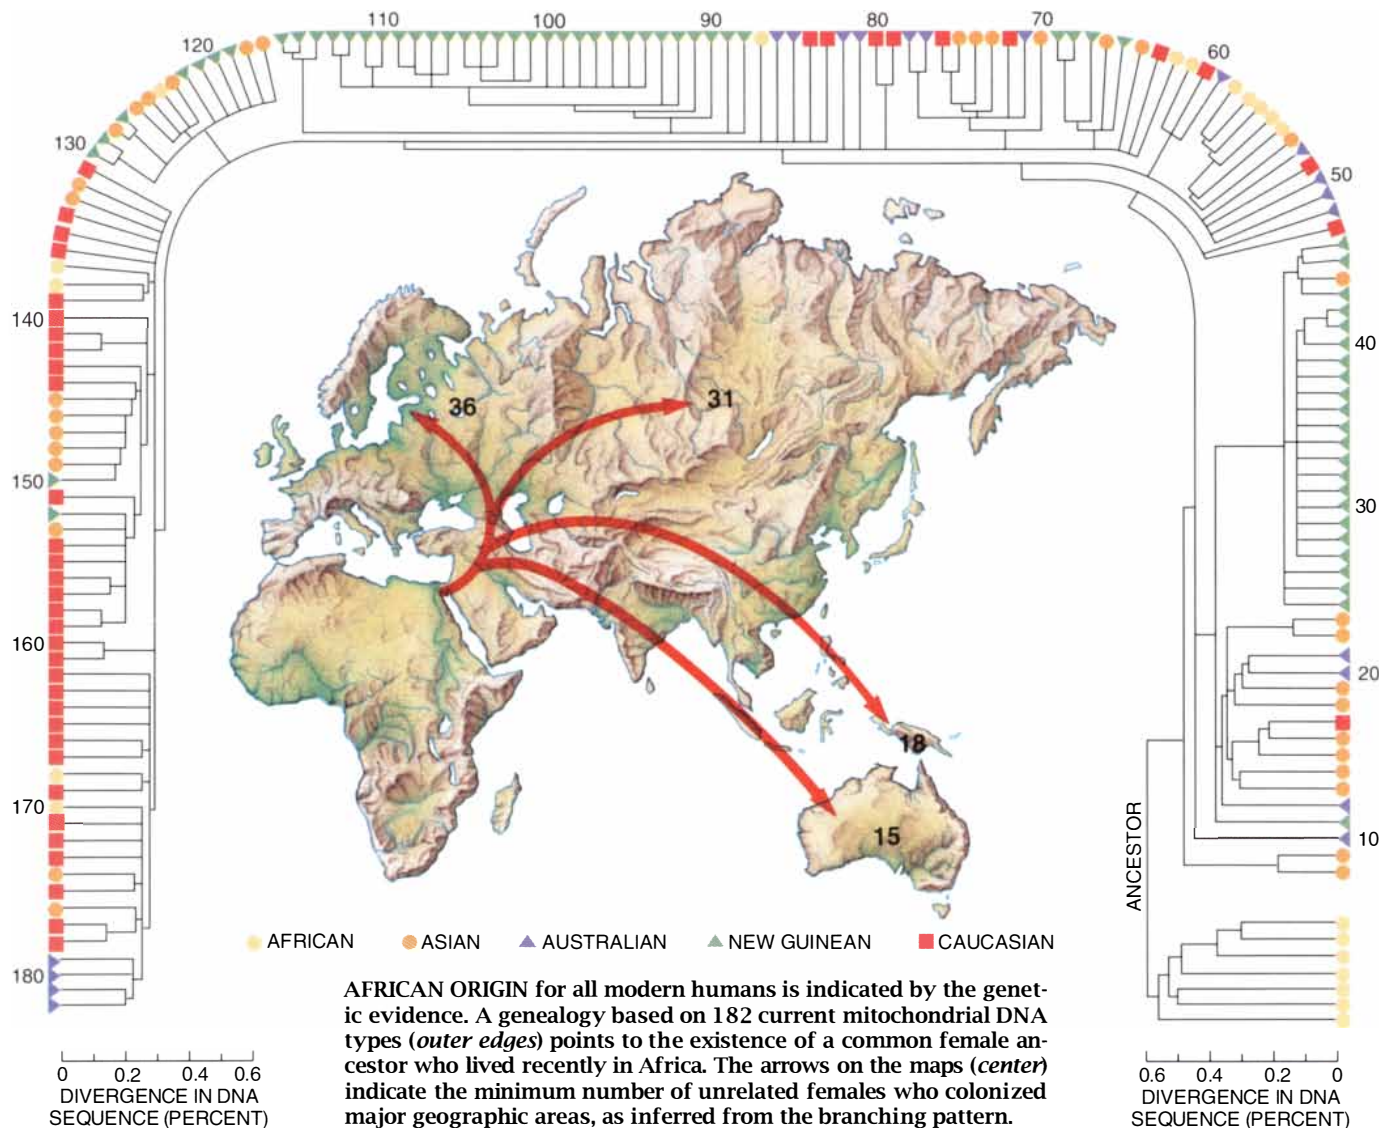 110 100 90 80 70
120
60
130
50
140
40
36
31
150
30
160
20
18
170
15
10
ANCESTOR
180
AFRICAN ASIAN AUSTRALIAN NEW GUINEAN CAUCASIAN
AFRICAN ORIGIN for all modern humans is indicated by the genet-
ic evidence. A genealogy based on 182 current mitochondrial DNA
types (outer edges) points to the existence of a common female an-
cestor who lived recently in Africa. The arrows on the maps (center)
indicate the minimum number of unrelated females who colonized
major geographic areas, as inferred from the branching pattern.
0 0.2 0.4 0.6
DIVERGENCE IN DNA
SEQUENCE (PERCENT)
0.6 0.4 0.2 0
DIVERGENCE IN DNA
SEQUENCE (PERCENT)